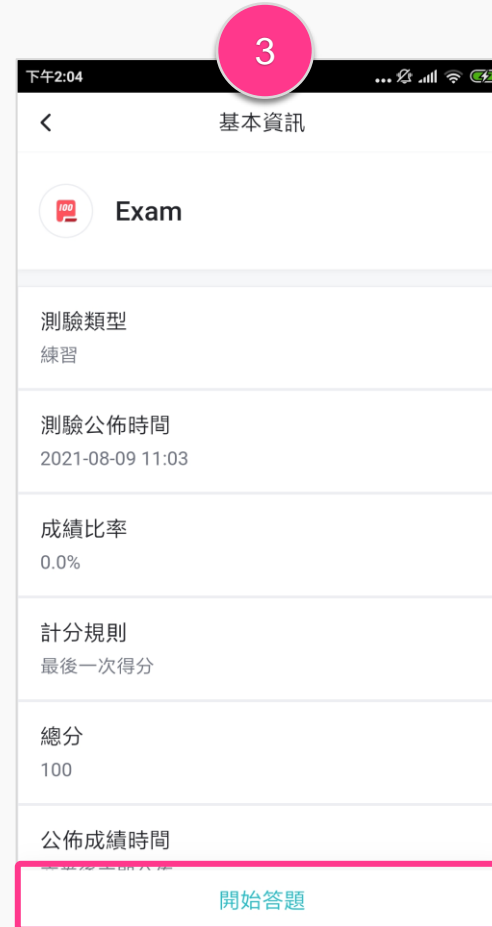 3
下午2:04
基本資訊
100
Exam
測驗類型
練習
測驗公佈時間
2021-08-09 11:03
成績比率
0.0%
計分規則
最後一次得分
總分
100
公佈成績時間
開始答題